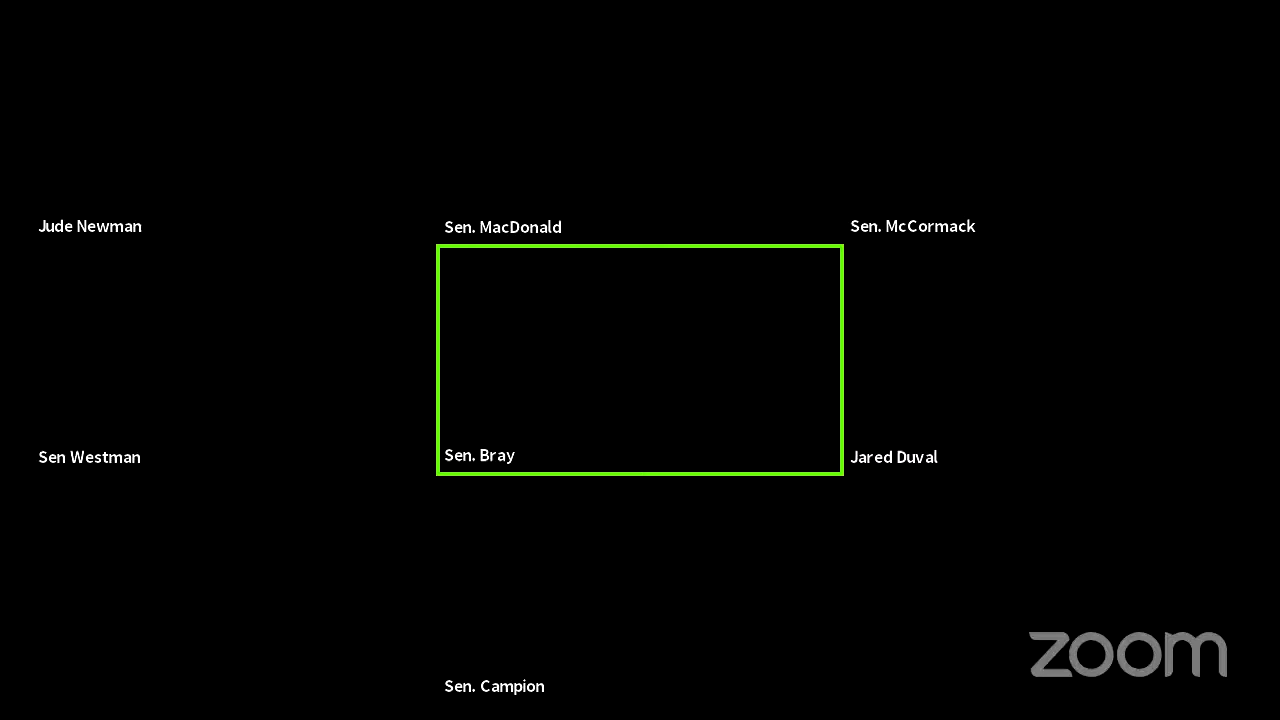 Jude Newman
Sen. MacDonald
Sen. McCormack
Sen Westman
Sen. Bray
Jared Duval
Sen. Campion
zoom